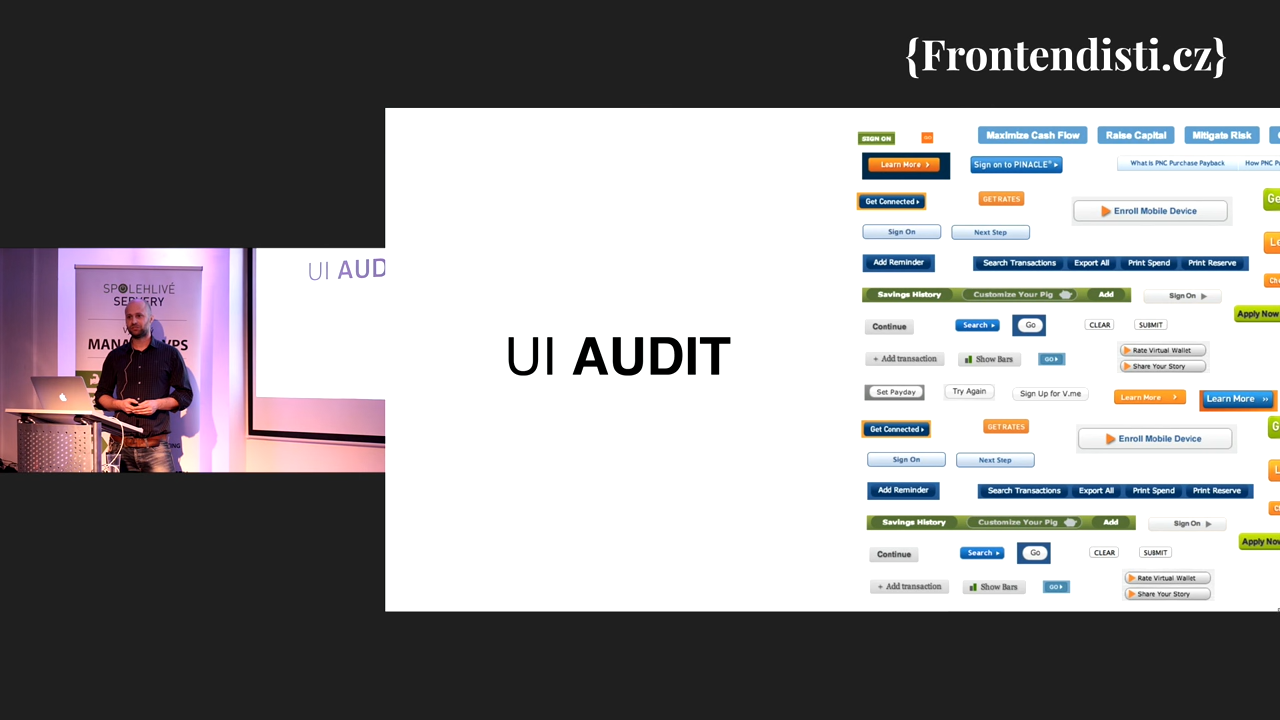 {Frontendisti.cz}
UI AUD
SPOLEHLIVÉ
SERVERY
MANA VPS
UI AUDIT
SIGN ON GO Maximize Cash Flow Raise Capital Mitigate Risk
Learn More Sign on to PINACLE® What is PNC Purchase Payback How PNC P
Get Connected GET RATES Enroll Mobile Device Ge
Sign On Next Step
Add Reminder Search Transactions Export All Print Spend Print Reserve
Savings History Customize Your Pig Add Sign On
Continue Search Go CLEAR SUBMIT Apply Now
+ Add transaction Show Bars GO Rate Virtual Wallet
Share Your Story
Set Payday Try Again Sign Up for V.me Learn More Learn More
Get Connected GET RATES Enroll Mobile Device G
Sign On Next Step
Add Reminder Search Transactions Export All Print Spend Print Reserve
Savings History Customize Your Pig Add Sign On
Continue Search Go CLEAR SUBMIT Apply Now
+ Add transaction Show Bars GO Rate Virtual Wallet
Share Your Story